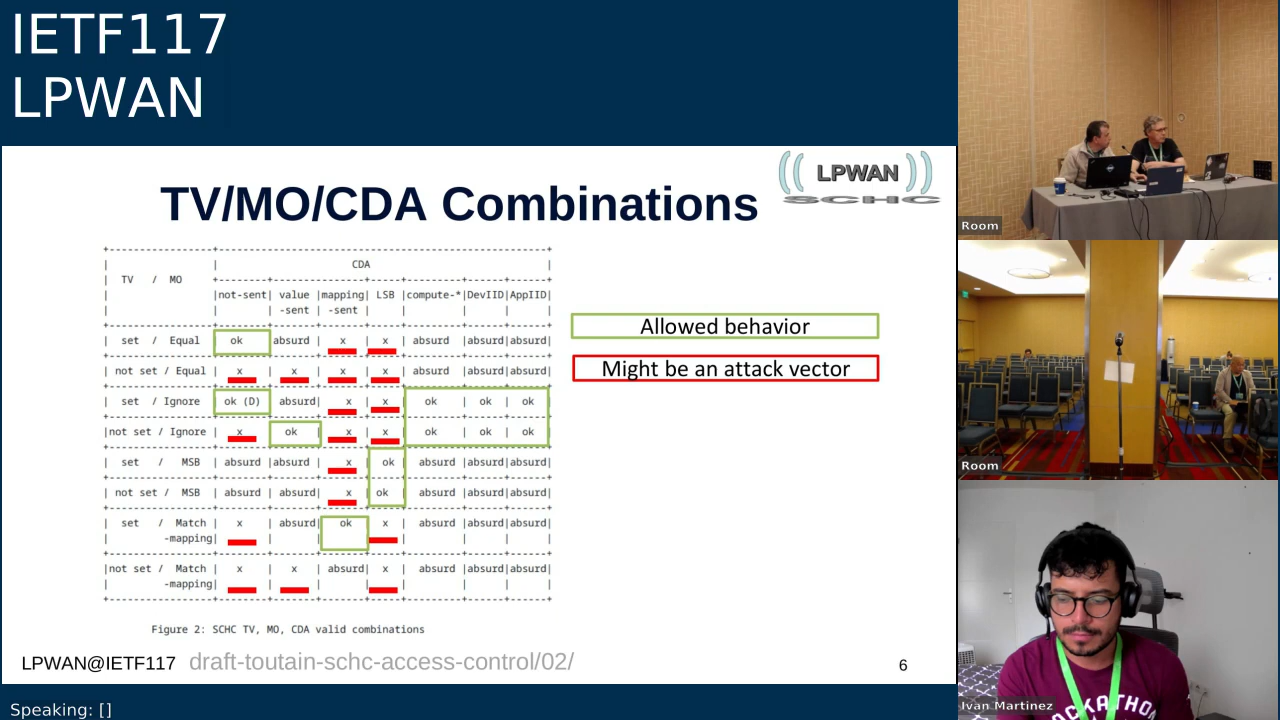 IETF117
LPWAN
LPWAN
SCHC
TV/MO/CDA Combinations
CDA
TV / MO
|not-sent| value |mapping| LSB |compute-*|DevIID|AppIID|
-sent | -sent
set / Equal | ok | absurd | x | x | absurd |absurd|absurd|
not set / Equal | x | x | x | x | absurd |absurd|absurd|
set / Ignore | ok (D) | absurd| x | x | ok | ok | ok |
|not set / Ignore | x | ok | x | x | ok | ok | ok |
set / MSB | absurd |absurd | x | ok | absurd |absurd|absurd|
not set / MSB | absurd | absurd| x | ok | absurd |absurd|absurd|
set / Match | x | absurd| ok | x | absurd |absurd|absurd|
-mapping|
|not set / Match | x | x | absurd| x | absurd |absurd|absurd|
-mapping|
Figure 2: SCHC TV, MO, CDA valid combinations
Allowed behavior
Might be an attack vector
LPWAN@IETF117 draft-toutain-schc-access-control/02/ 6
Speaking: []
Room
Room
Ivan Martinez
HACKATHON